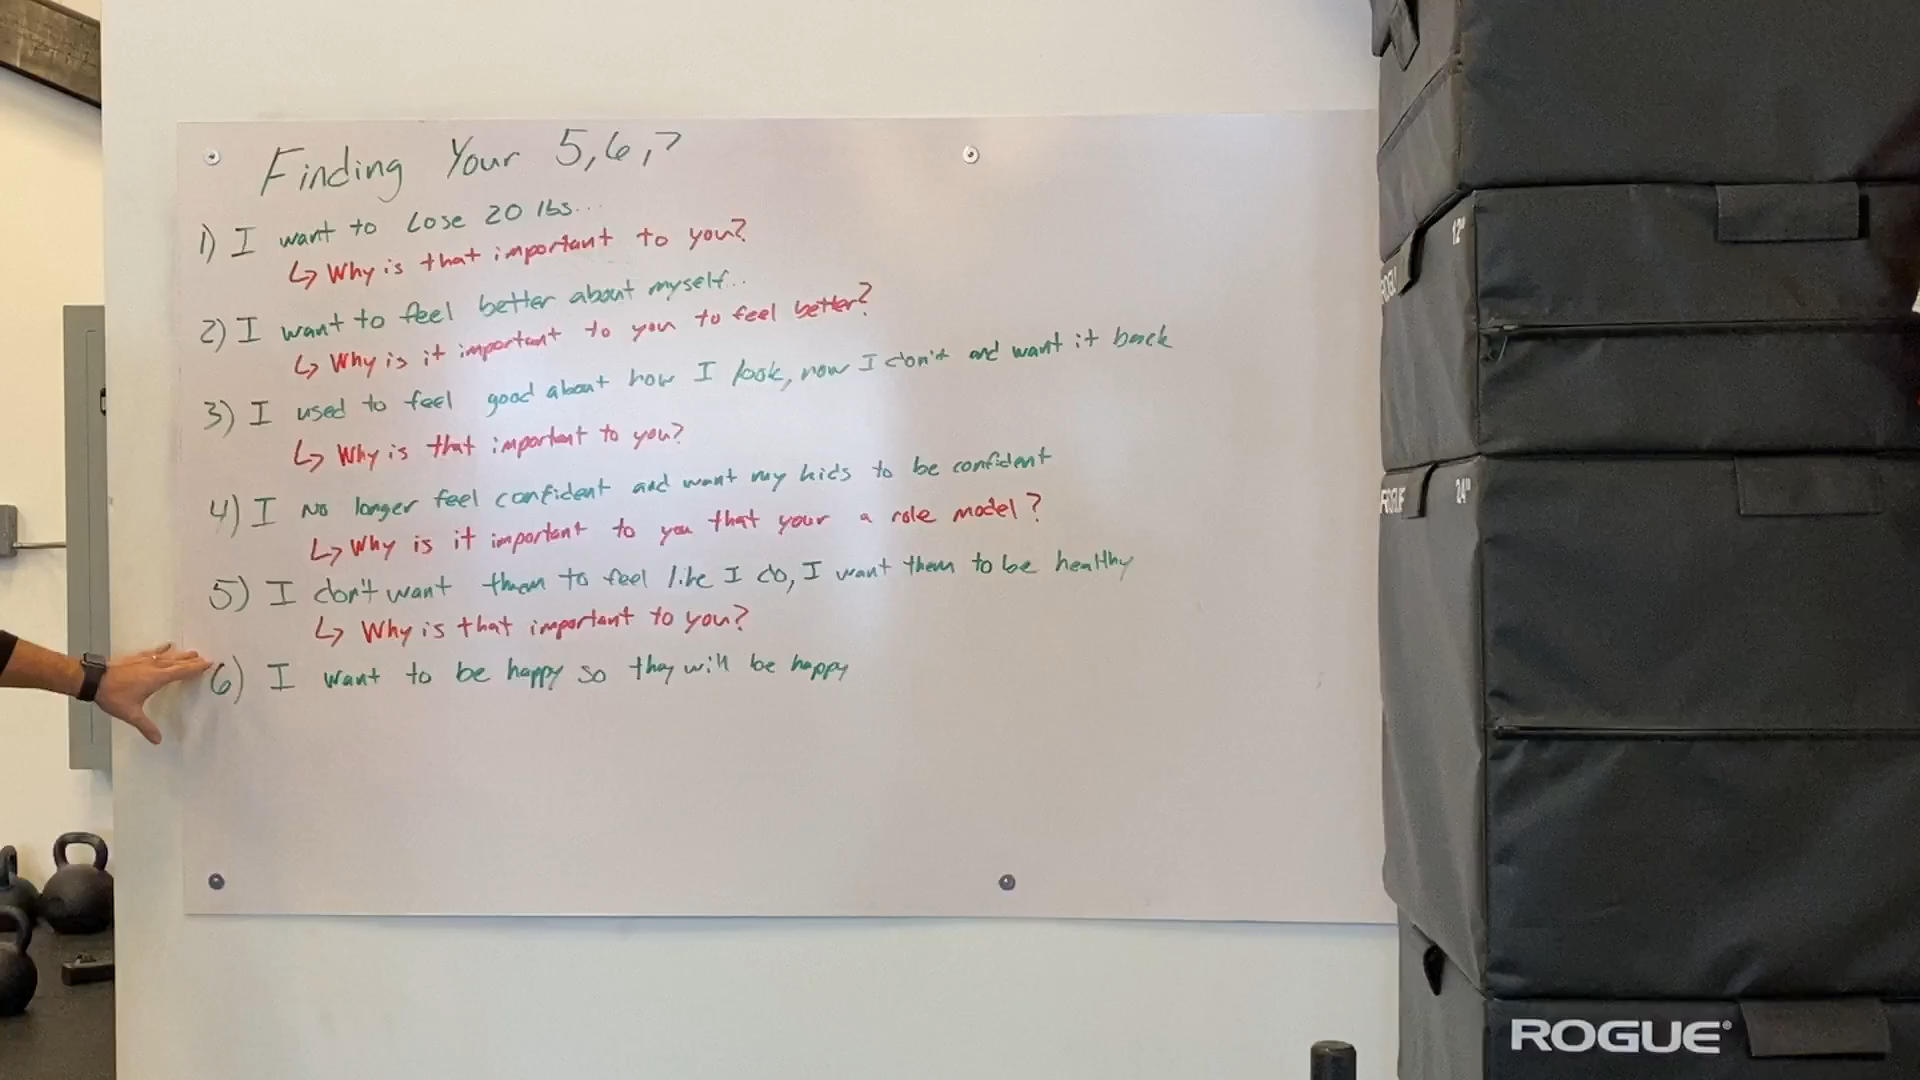 Finding Your 5,6,7
1) I want to Lose 20 lbs...
↳ Why is that important to you?
2) I want to feel better about myself...
↳ Why is it important to you to feel better?
3) I used to feel good about how I look, now I don't and want it back
↳ Why is that important to you?
4) I no longer feel confident and want my kids to be confident
↳ Why is it important to you that your a role model?
5) I don't want them to feel like I do, I want them to be healthy
↳ Why is that important to you?
6) I want to be happy so they will be happy
12"
24"
ROGUE